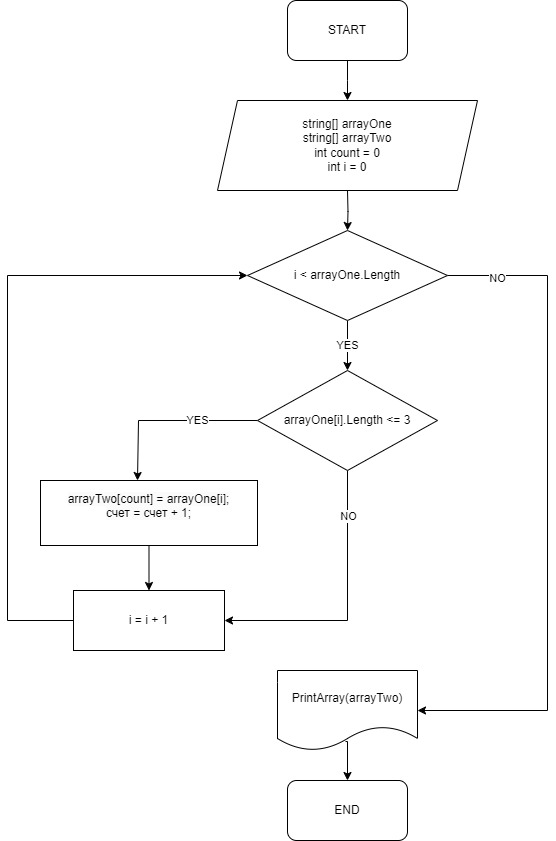 START
string[] arrayOne
string[] arrayTwo
int count = 0
int i = 0
i < arrayOne.Length
NO
YES
arrayOne[i].Length <= 3
YES
arrayTwo[count] = arrayOne[i];
счет = счет + 1;
NO
i = i + 1
PrintArray(arrayTwo)
END